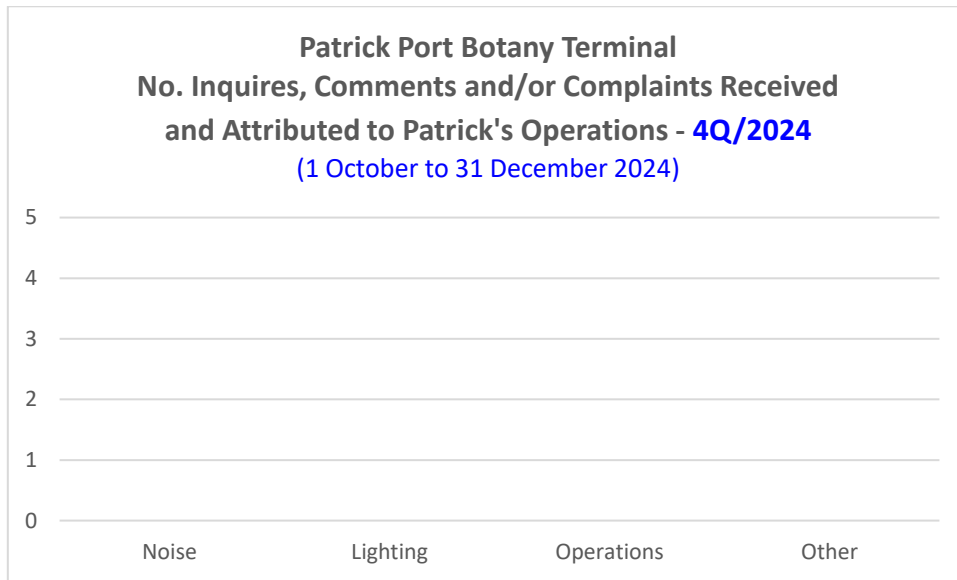 Patrick Port Botany Terminal
No. Inquires, Comments and/or Complaints Received
and Attributed to Patrick's Operations - 4Q/2024
(1 October to 31 December 2024)
5
4
3
2
1
0
Noise Lighting Operations Other